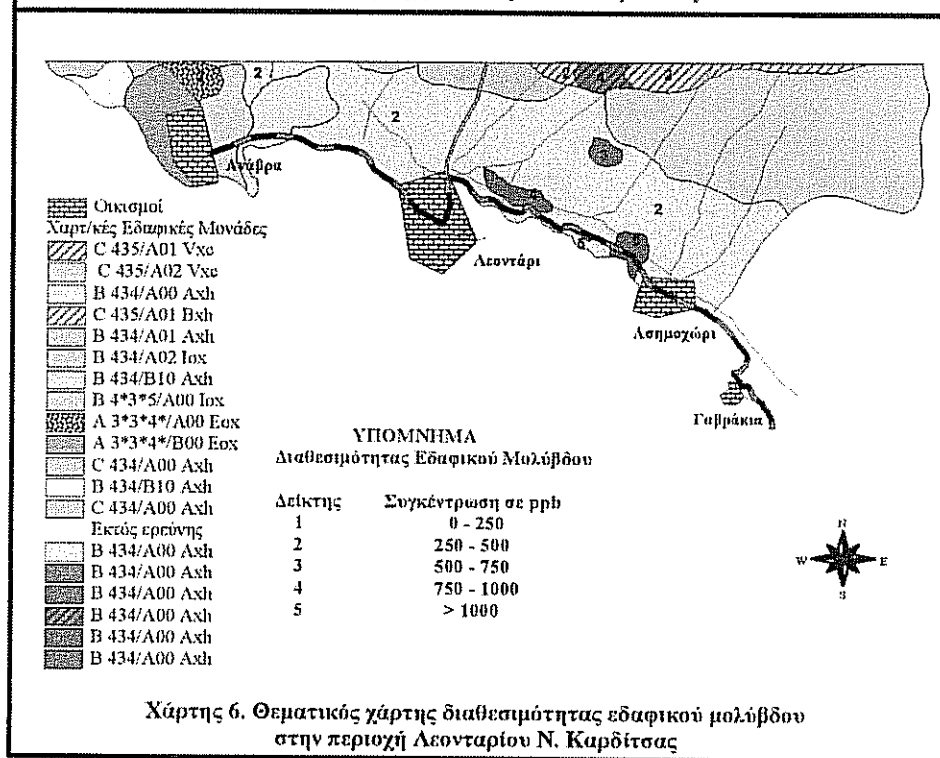 2
2
2
Ανάβρα
Λεοντάρι
Ασημοχώρι
Γαβράκια
Οικισμοί
Χαρτ/κές Εδαφικές Μονάδες
C 435/A01 Vxc
C 435/A02 Vxc
B 434/A00 Axh
C 435/A01 Bxh
B 434/A01 Axh
B 434/A02 Iox
B 434/B10 Axh
B 4*3*5/A00 Iox
A 3*3*4*/A00 Eox
A 3*3*4*/B00 Eox
C 434/A00 Axh
B 434/B10 Axh
C 434/A00 Axh
Εκτός ερεύνης
B 434/A00 Axh
B 434/A00 Axh
B 434/A00 Axh
B 434/A00 Axh
B 434/A00 Axh
B 434/A00 Axh
ΥΠΟΜΝΗΜΑ
Διαθεσιμότητας Εδαφικού Μολύβδου
Δείκτης Συγκέντρωση σε ppb
1 0 - 250
2 250 - 500
3 500 - 750
4 750 - 1000
5 > 1000
N
W E
S
Χάρτης 6. Θεματικός χάρτης διαθεσιμότητας εδαφικού μολύβδου
στην περιοχή Λεονταρίου Ν. Καρδίτσας